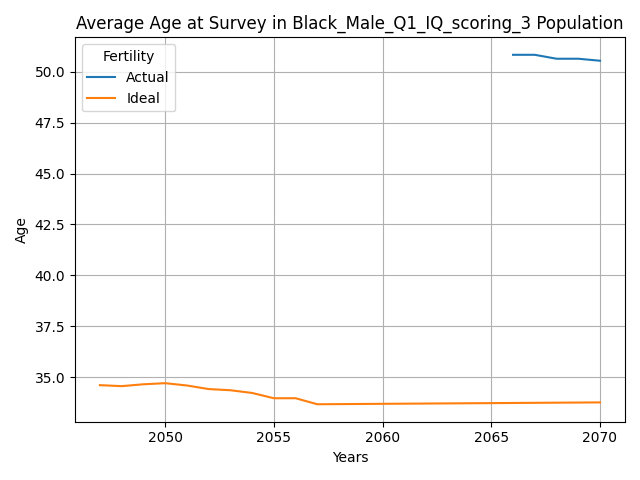 Average Age at Survey in Black_Male_Q1_IQ_scoring_3 Population
Fertility
Actual
Ideal
50.0
47.5
45.0
42.5
40.0
37.5
35.0
Age
2050
2055
2060
2065
2070
Years